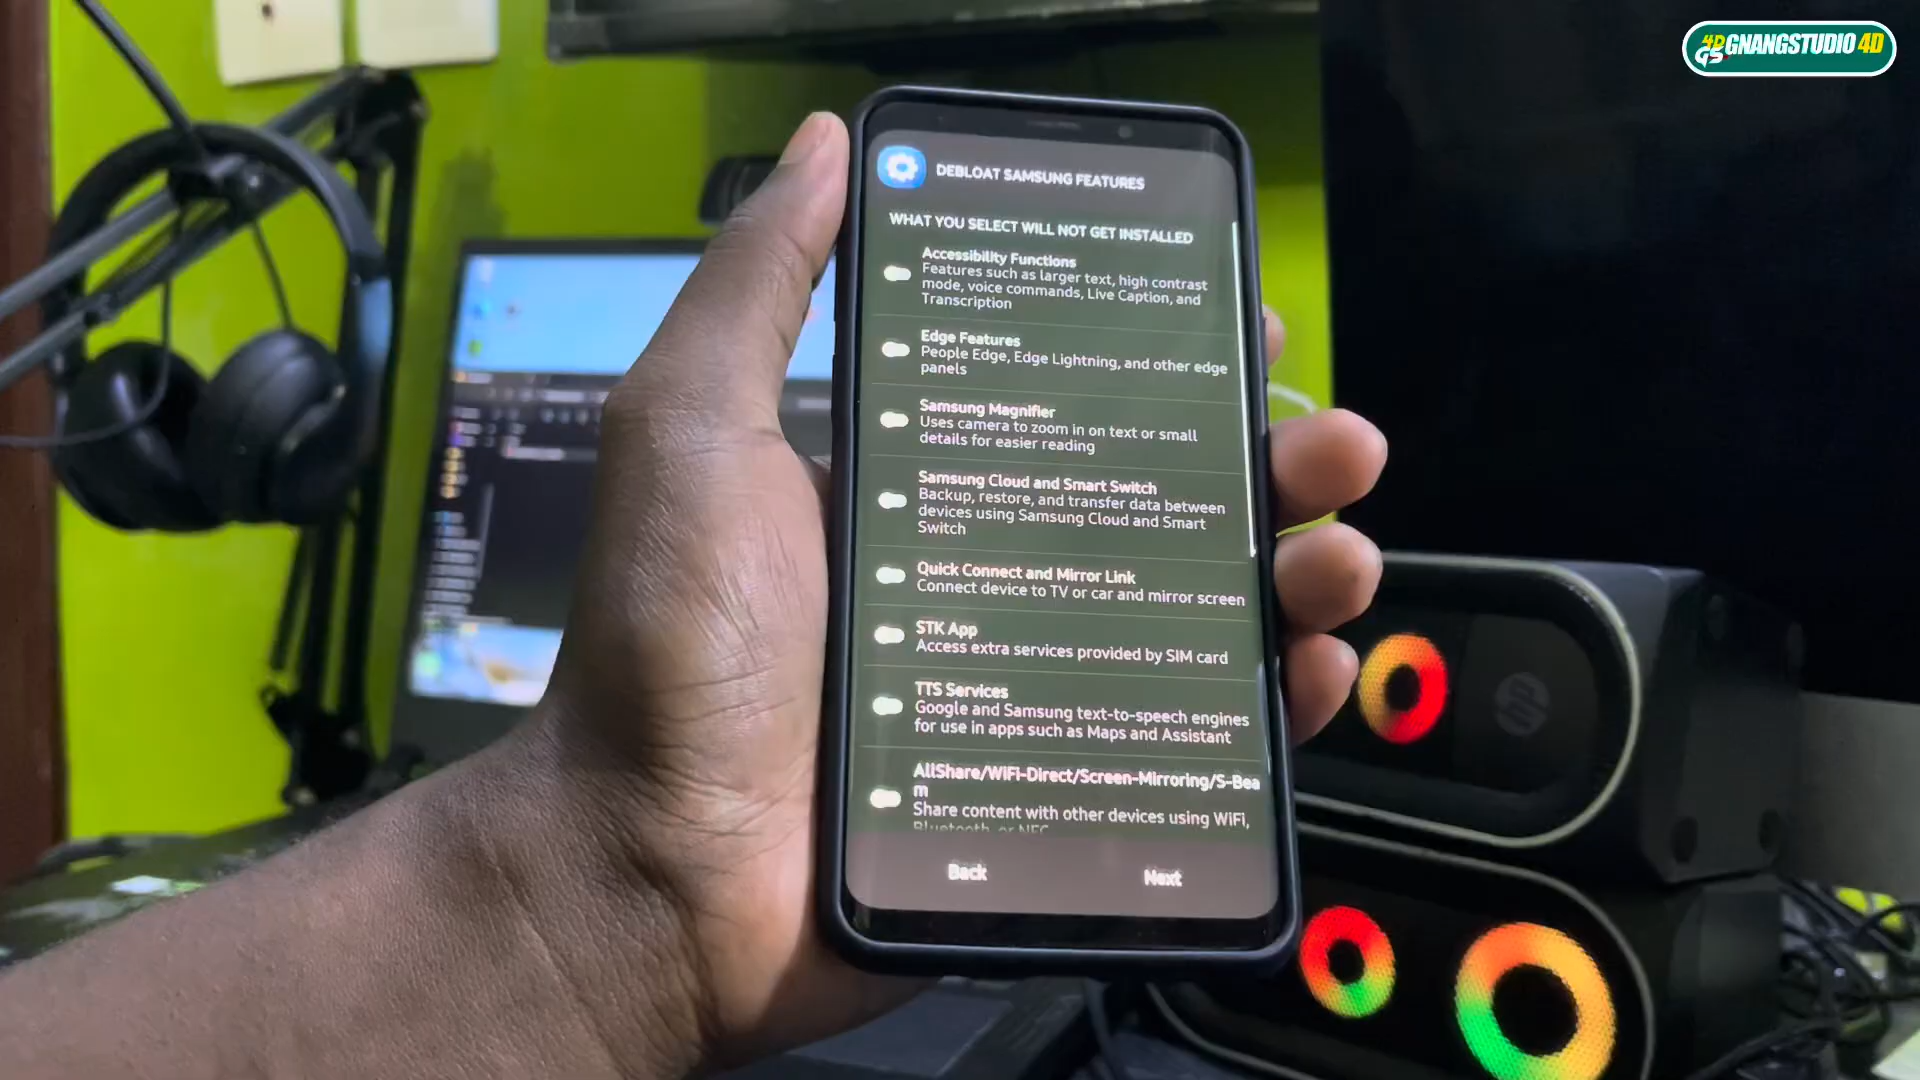 GS 4D GNANGSTUDIO 4D
DEBLOAT SAMSUNG FEATURES
WHAT YOU SELECT WILL NOT GET INSTALLED
Accessibility Functions
Features such as larger text, high contrast
mode, voice commands, Live Caption, and
Transcription
Edge Features
People Edge, Edge Lightning, and other edge
panels
Samsung Magnifier
Uses camera to zoom in on text or small
details for easier reading
Samsung Cloud and Smart Switch
Backup, restore, and transfer data between
devices using Samsung Cloud and Smart
Switch
Quick Connect and Mirror Link
Connect device to TV or car and mirror screen
STK App
Access extra services provided by SIM card
TTS Services
Google and Samsung text-to-speech engines
for use in apps such as Maps and Assistant
AllShare/WiFi-Direct/Screen-Mirroring/S-Bea
m
Share content with other devices using WiFi,
Bluetooth, or NFC
Back
Next
hp